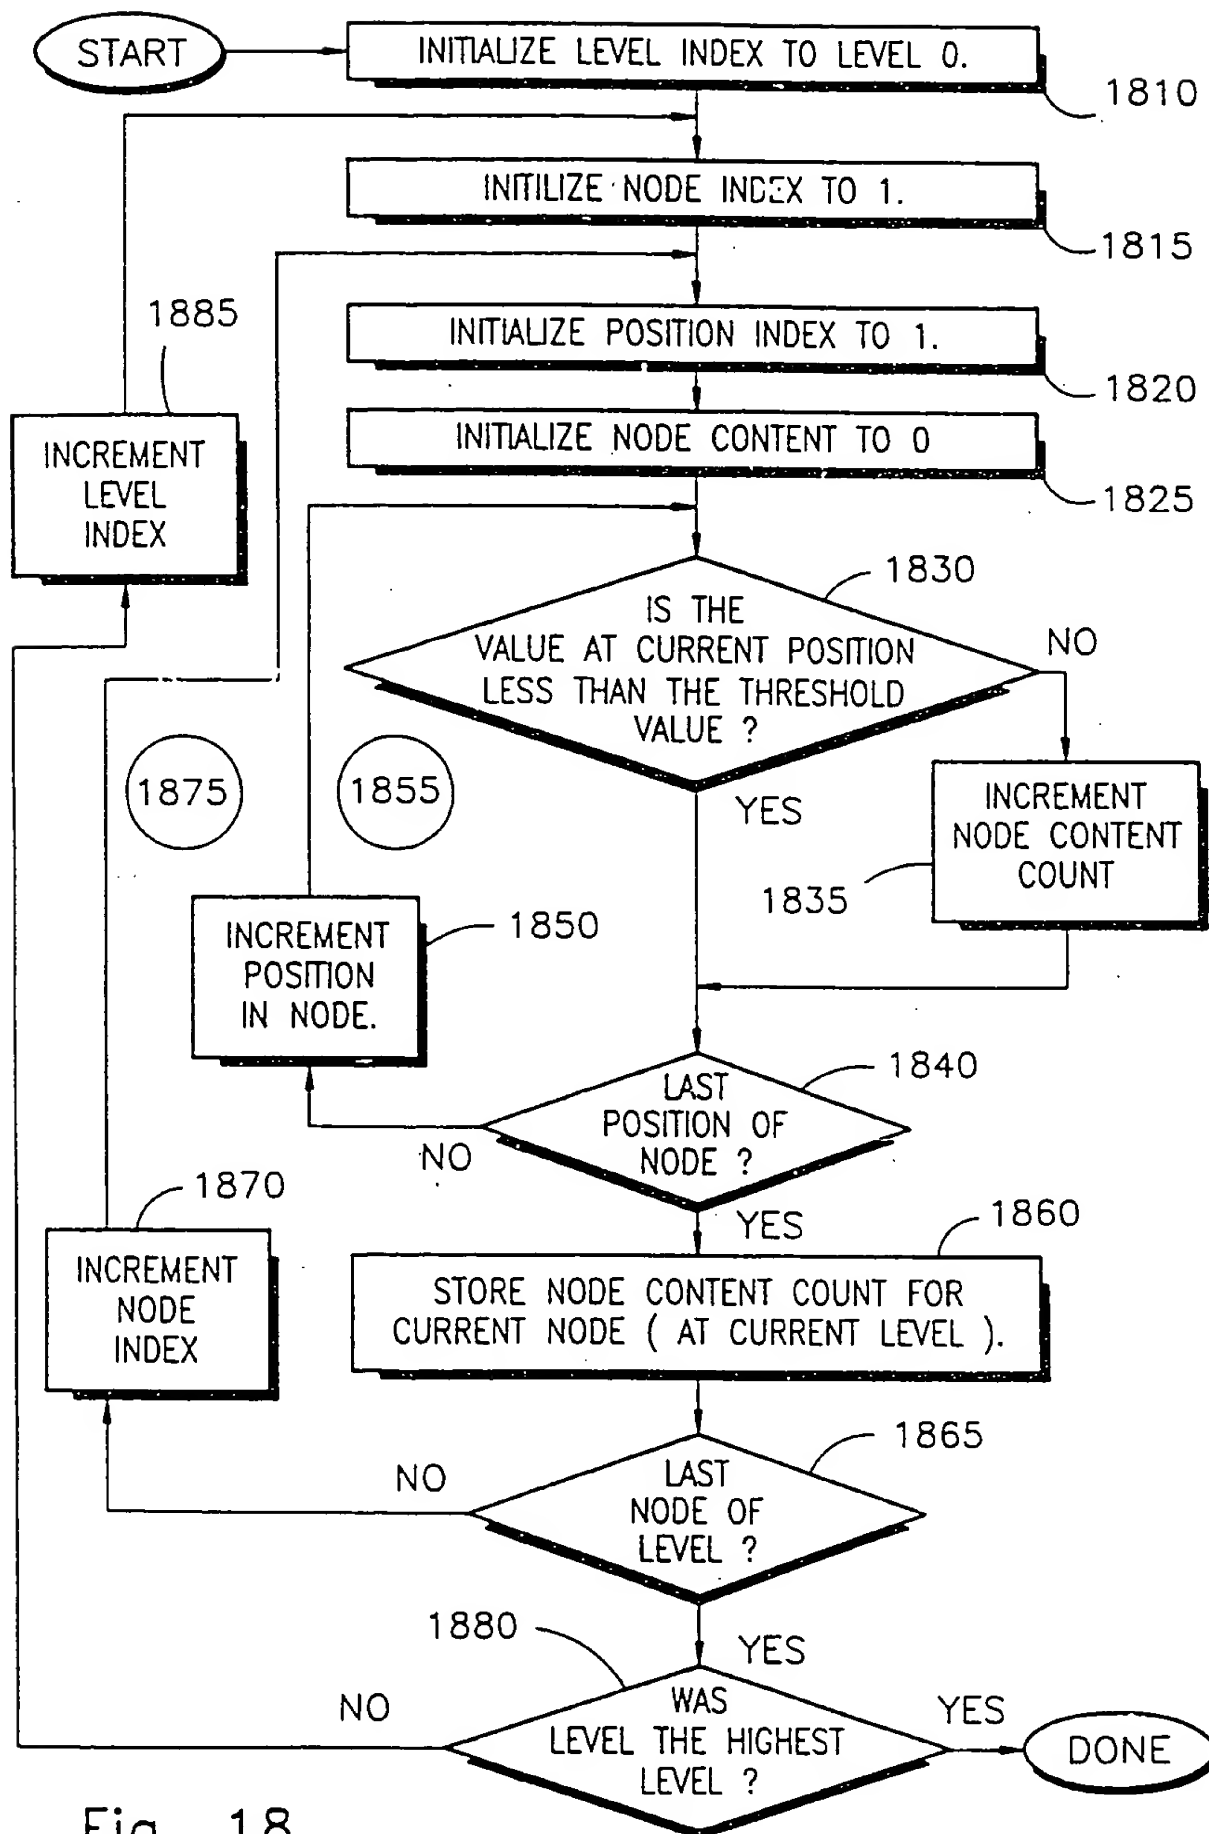 START
INITIALIZE LEVEL INDEX TO LEVEL 0.
1810
INITILIZE NODE INDEX TO 1.
1815
1885
INITIALIZE POSITION INDEX TO 1.
1820
INCREMENT
LEVEL
INDEX
INITIALIZE NODE CONTENT TO 0
1825
1830
IS THE
VALUE AT CURRENT POSITION
LESS THAN THE THRESHOLD
VALUE ?
NO
YES
1875
1855
INCREMENT
NODE CONTENT
COUNT
1835
INCREMENT
POSITION
IN NODE.
1850
1840
LAST
POSITION OF
NODE ?
NO
YES
1870
INCREMENT
NODE
INDEX
1860
STORE NODE CONTENT COUNT FOR
CURRENT NODE ( AT CURRENT LEVEL ).
1865
LAST
NODE OF
LEVEL ?
NO
YES
1880
WAS
LEVEL THE HIGHEST
LEVEL ?
NO
YES
DONE
Fig. 18